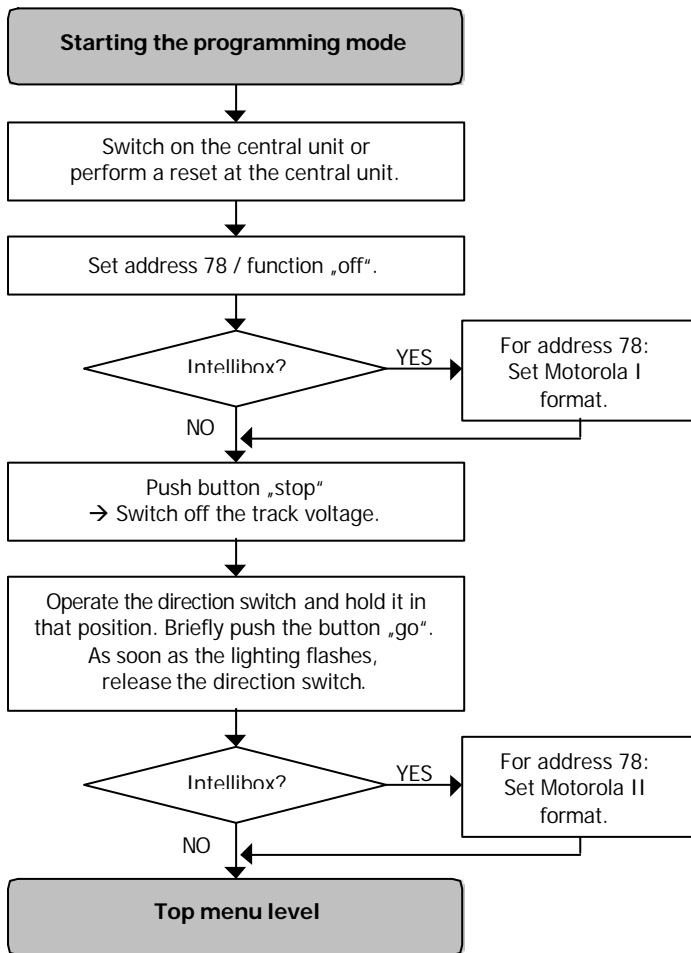 Starting the programming mode
Switch on the central unit or
perform a reset at the central unit.
Set address 78 / function „off“.
Intellibox?
YES
For address 78:
Set Motorola I
format.
NO
Push button „stop“
→ Switch off the track voltage.
Operate the direction switch and hold it in
that position. Briefly push the button „go“.
As soon as the lighting flashes,
release the direction switch.
Intellibox?
YES
For address 78:
Set Motorola II
format.
NO
Top menu level